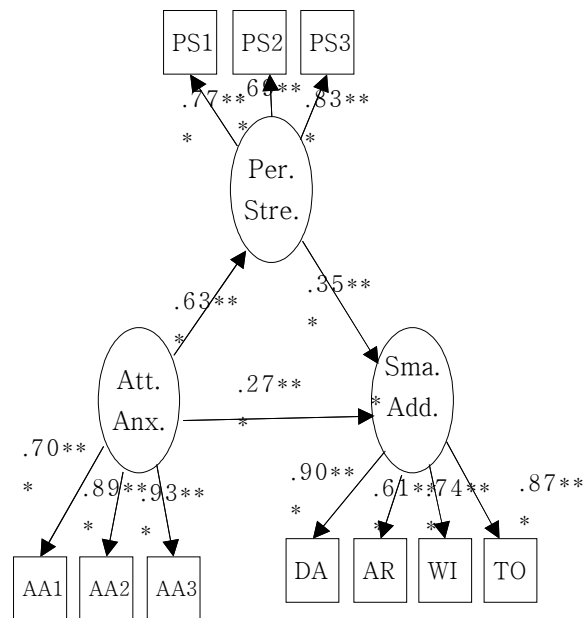 PS1 PS2 PS3
.77** .69** .83**
* * *
Per.
Stre.
.63** .35**
* *
Att.
Anx.
.27**
*
Sma.
Add.
*
.70** .89** .93**
* * *
.90** .61** .74** .87**
* * * *
AA1 AA2 AA3
DA AR WI TO